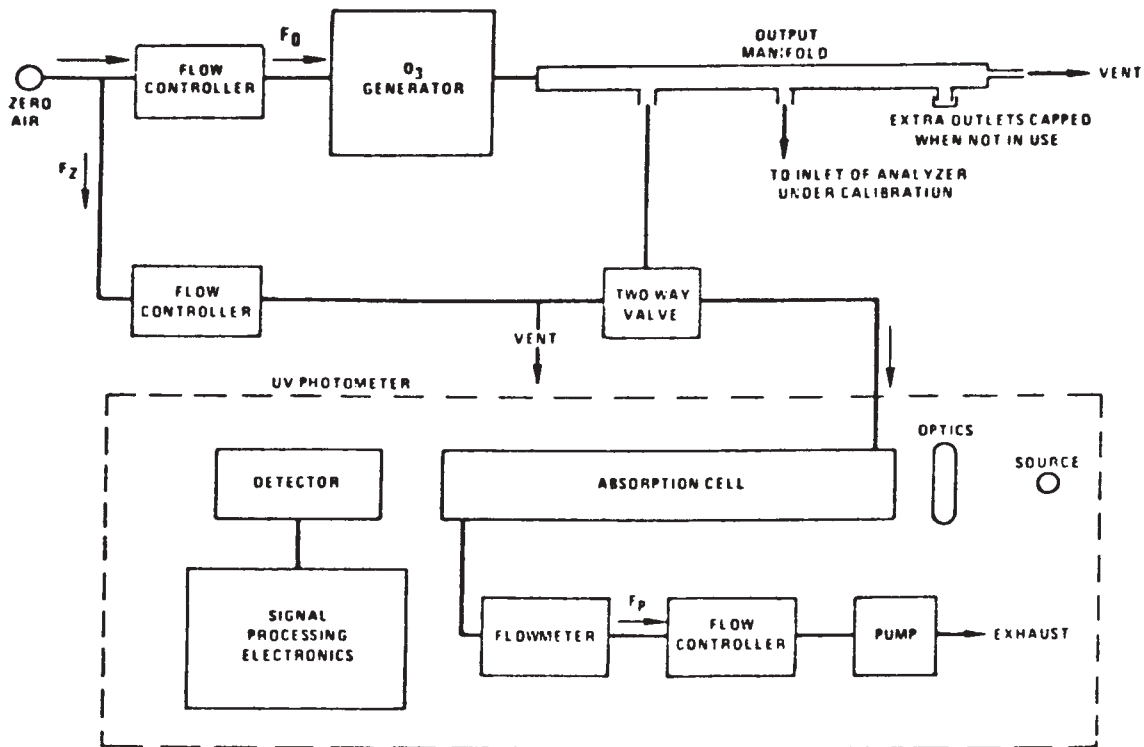 F0
FLOW
CONTROLLER
O3
GENERATOR
OUTPUT
MANIFOLD
VENT
ZERO
AIR
EXTRA OUTLETS CAPPED
WHEN NOT IN USE
FZ
TO INLET OF ANALYZER
UNDER CALIBRATION
FLOW
CONTROLLER
TWO WAY
VALVE
VENT
UV PHOTOMETER
OPTICS
SOURCE
DETECTOR
ABSORPTION CELL
SIGNAL
PROCESSING
ELECTRONICS
FLOWMETER
FP
FLOW
CONTROLLER
PUMP
EXHAUST